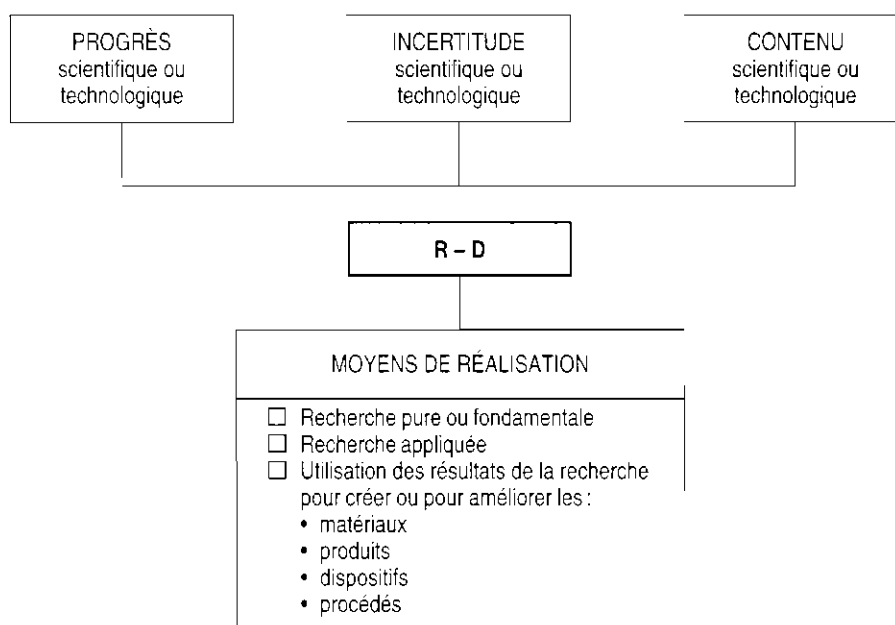 PROGRÈS
scientifique ou
technologique
INCERTITUDE
scientifique ou
technologique
CONTENU
scientifique ou
technologique
R – D
MOYENS DE RÉALISATION
☐ Recherche pure ou fondamentale
☐ Recherche appliquée
☐ Utilisation des résultats de la recherche
pour créer ou pour améliorer les :
• matériaux
• produits
• dispositifs
• procédés